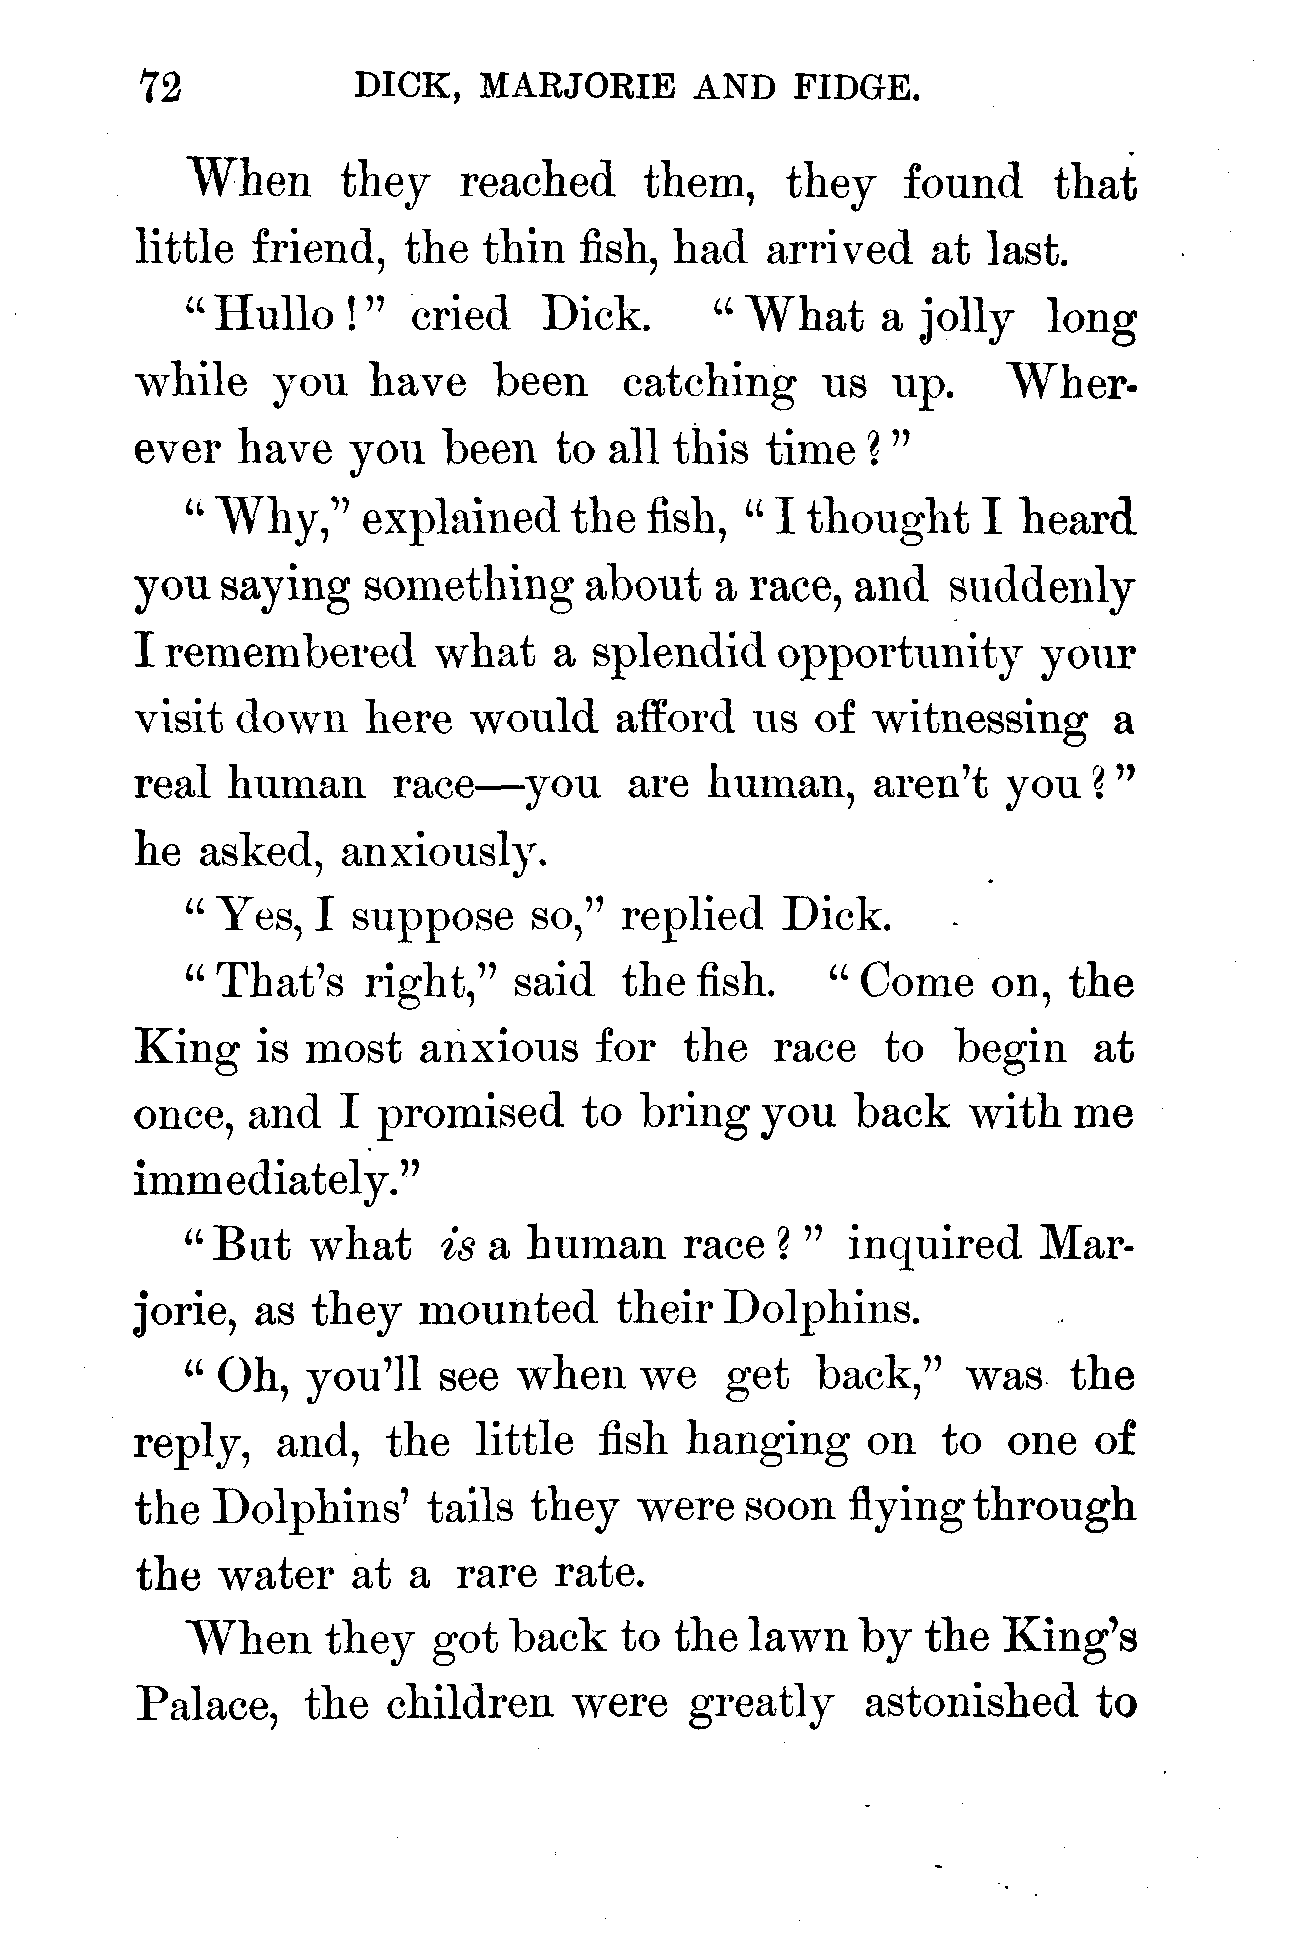 72 DICK, MARJORIE AND FIDGE.
When they reached them, they found that
little friend, the thin fish, had arrived at last.
“Hullo!” cried Dick. “What a jolly long
while you have been catching us up. Wher-
ever have you been to all this time?”
“Why,” explained the fish, “I thought I heard
you saying something about a race, and suddenly
I remembered what a splendid opportunity your
visit down here would afford us of witnessing a
real human race—you are human, aren’t you?”
he asked, anxiously.
“Yes, I suppose so,” replied Dick.
“That’s right,” said the fish. “Come on, the
King is most anxious for the race to begin at
once, and I promised to bring you back with me
immediately.”
“But what is a human race?” inquired Mar-
jorie, as they mounted their Dolphins.
“Oh, you’ll see when we get back,” was the
reply, and, the little fish hanging on to one of
the Dolphins’ tails they were soon flying through
the water at a rare rate.
When they got back to the lawn by the King’s
Palace, the children were greatly astonished to